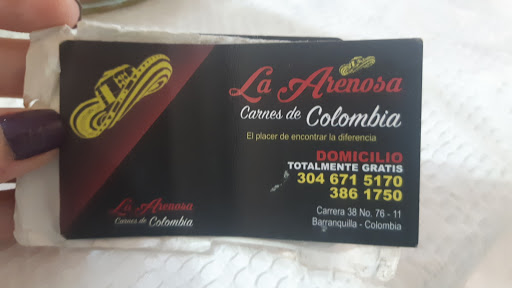 La Arenosa
Carnes de Colombia
El placer de encontrar la diferencia
DOMICILIO
TOTALMENTE GRATIS
304 671 5170
386 1750
Carrera 38 No. 76 - 11
Barranquilla - Colombia
La Arenosa
Carnes de Colombia